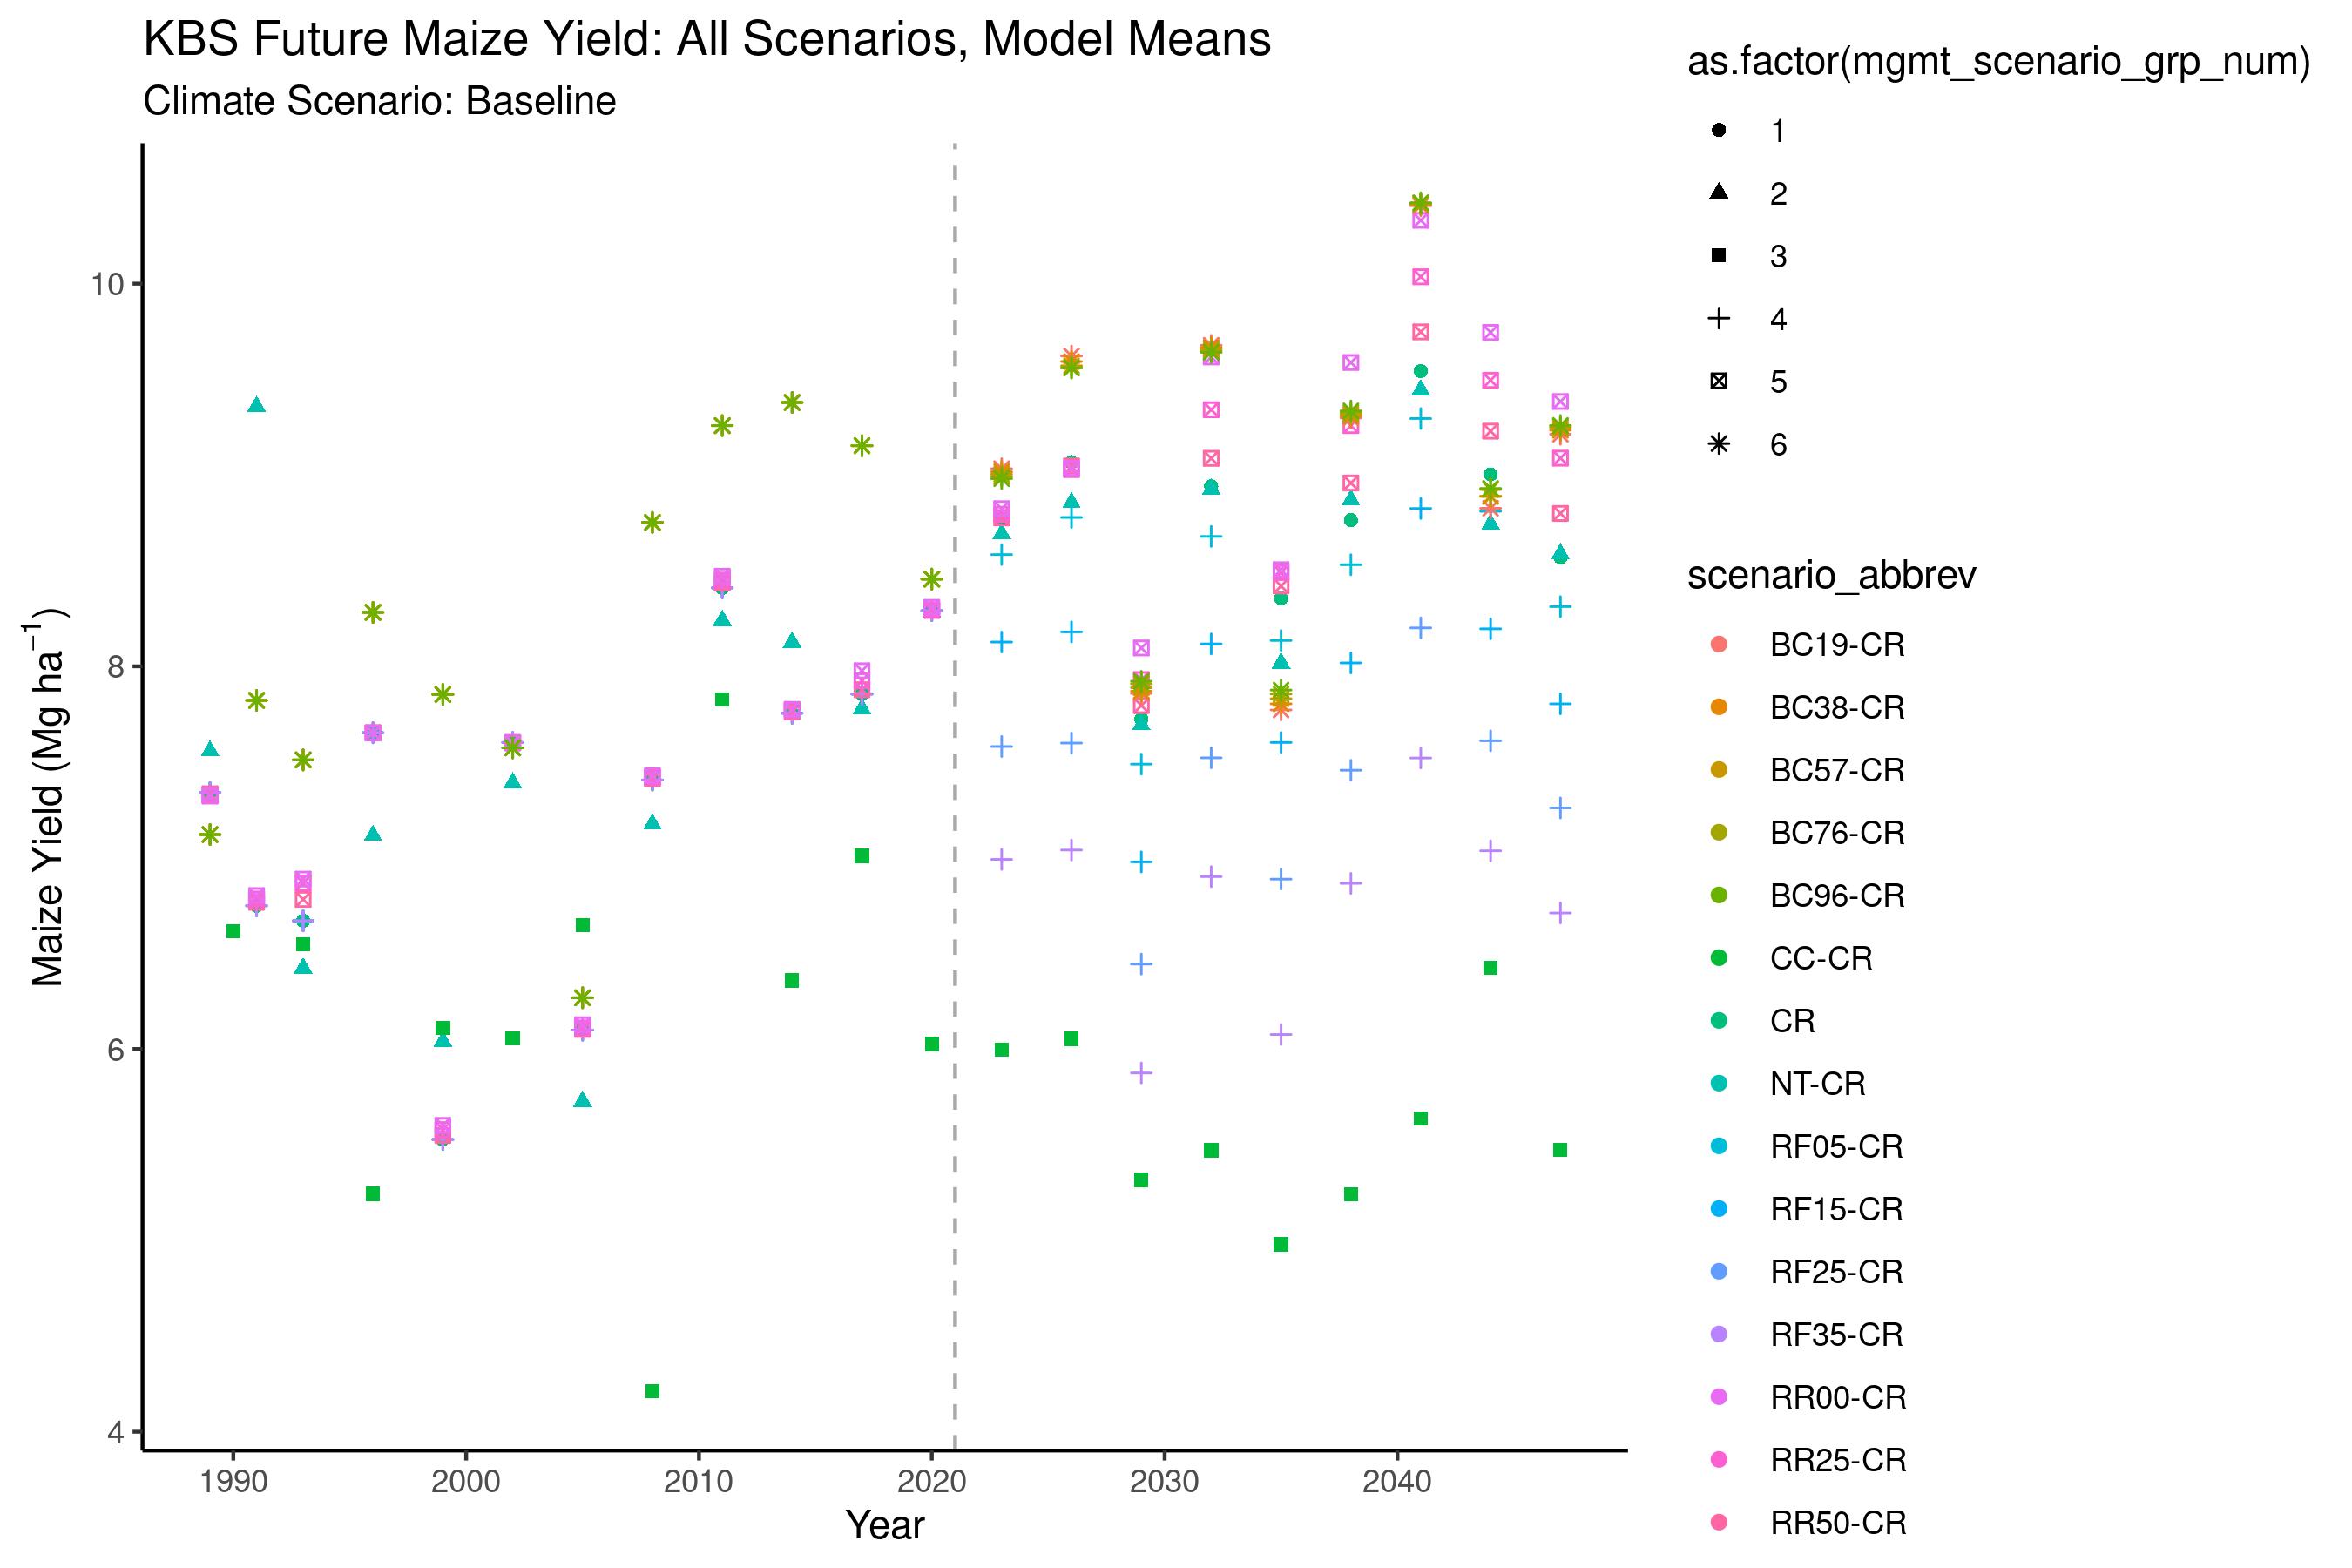 KBS Future Maize Yield: All Scenarios, Model Means
Climate Scenario: Baseline
Maize Yield (Mg ha⁻¹)
10
8
6
4
1990 2000 2010 2020 2030 2040
Year
as.factor(mgmt_scenario_grp_num)
1
2
3
4
5
6
scenario_abbrev
BC19-CR
BC38-CR
BC57-CR
BC76-CR
BC96-CR
CC-CR
CR
NT-CR
RF05-CR
RF15-CR
RF25-CR
RF35-CR
RR00-CR
RR25-CR
RR50-CR